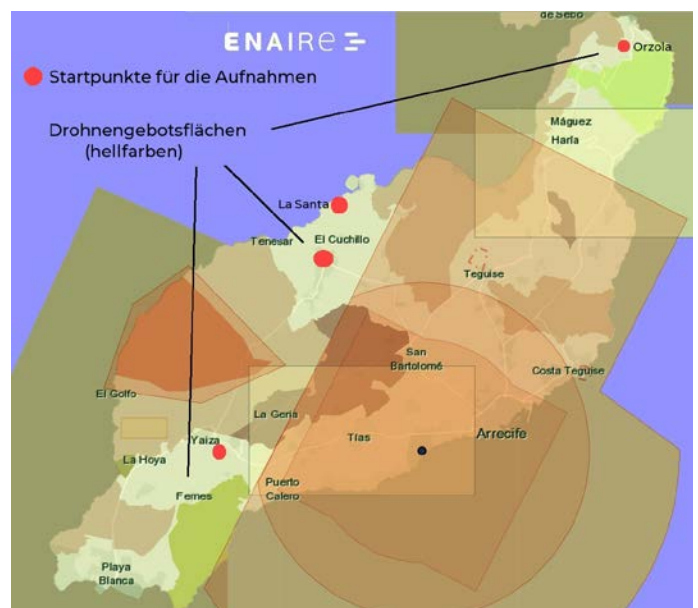 de Sebo
ENAIRE
Orzola
Startpunkte für die Aufnahmen
Drohnengebotsflächen
(hellfarben)
Máguez
Haría
La Santa
Tenesar
El Cuchillo
Teguise
San
Bartolomé
Costa Teguise
El Golfo
La Geria
Tías
Arrecife
Yaiza
La Hoya
Femes
Puerto
Calero
Playa
Blanca